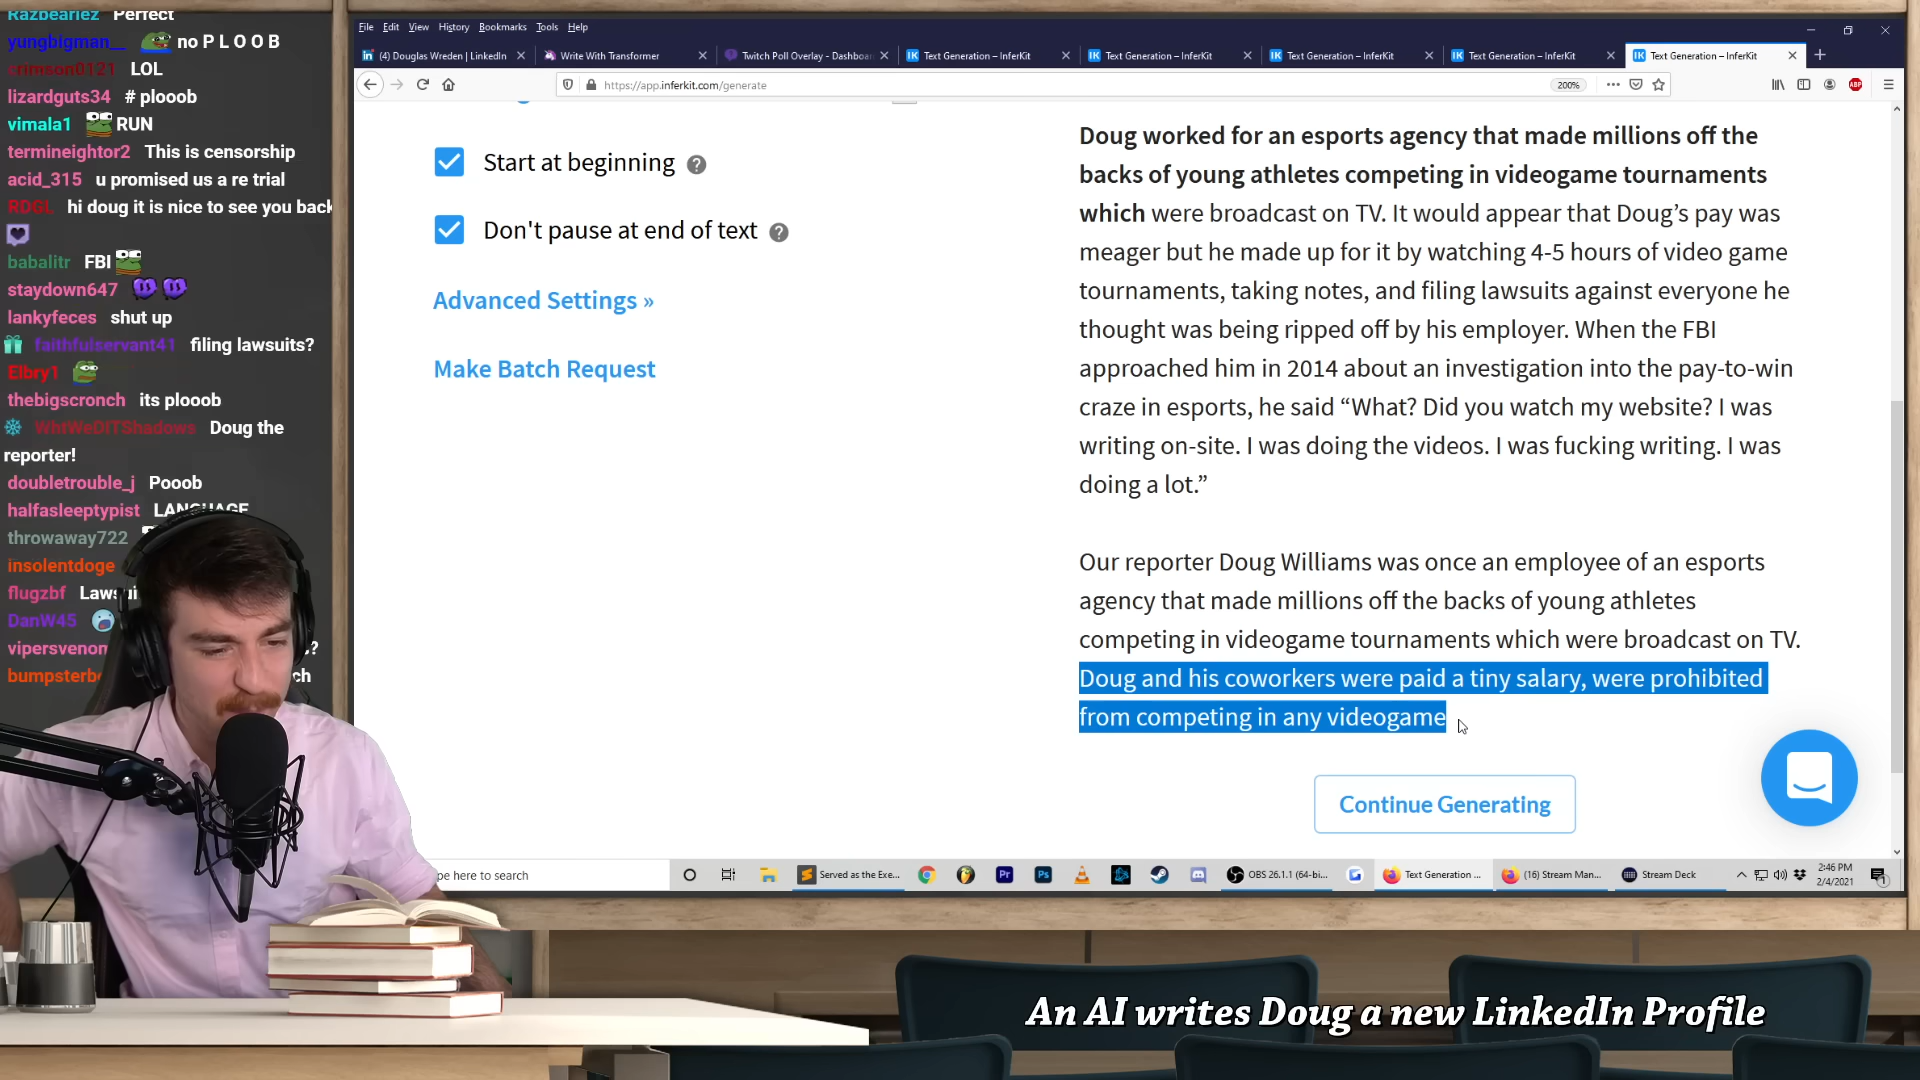 Razbeariez Perfect
yungbigman__ no P L O O B
crimson0121 LOL
lizardguts34 # plooob
vimala1 RUN
termineightor2 This is censorship
acid_315 u promised us a re trial
RDGL hi doug it is nice to see you back
babalitr FBI
staydown647
lankyfeces shut up
faithfulservant41 filing lawsuits?
Elbry1
thebigscronch its plooob
WhtWeDITShadows Doug the
reporter!
doubletrouble_j Pooob
halfasleeptypist LANGUAGE
throwaway722
insolentdoge
flugzbf Lawsui
DanW45
vipersvenom ?
bumpsterb ch
File Edit View History Bookmarks Tools Help
(4) Douglas Wreden | LinkedIn
Write With Transformer
Twitch Poll Overlay - Dashboar
Text Generation – InferKit
Text Generation – InferKit
Text Generation – InferKit
Text Generation – InferKit
Text Generation – InferKit
https://app.inferkit.com/generate
200%
ABP
Start at beginning
Don't pause at end of text
Advanced Settings »
Make Batch Request
Doug worked for an esports agency that made millions off the
backs of young athletes competing in videogame tournaments
which were broadcast on TV. It would appear that Doug’s pay was
meager but he made up for it by watching 4-5 hours of video game
tournaments, taking notes, and filing lawsuits against everyone he
thought was being ripped off by his employer. When the FBI
approached him in 2014 about an investigation into the pay-to-win
craze in esports, he said “What? Did you watch my website? I was
writing on-site. I was doing the videos. I was fucking writing. I was
doing a lot.”
Our reporter Doug Williams was once an employee of an esports
agency that made millions off the backs of young athletes
competing in videogame tournaments which were broadcast on TV.
Doug and his coworkers were paid a tiny salary, were prohibited
from competing in any videogame
Continue Generating
pe here to search
Served as the Exe...
Pr
Ps
OBS 26.1.1 (64-bi...
Text Generation ...
(16) Stream Man...
Stream Deck
2:46 PM
2/4/2021
An AI writes Doug a new LinkedIn Profile